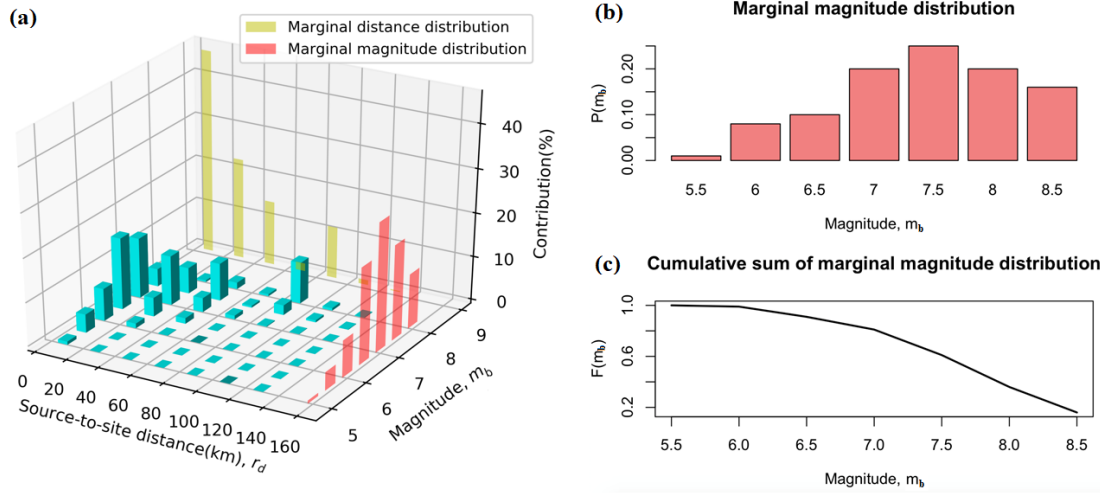 (a)
Marginal distance distribution
Marginal magnitude distribution
40
30
20
10
0
Contribution(%)
0
20
40
60
80
100
120
140
160
Source-to-site distance(km), r_d
5
6
7
8
9
Magnitude, m_b
(b)
Marginal magnitude distribution
0.20
0.10
0.00
P(m_b)
5.5 6 6.5 7 7.5 8 8.5
Magnitude, m_b
(c)
Cumulative sum of marginal magnitude distribution
1.0
0.6
0.2
F(m_b)
5.5 6.0 6.5 7.0 7.5 8.0 8.5
Magnitude, m_b